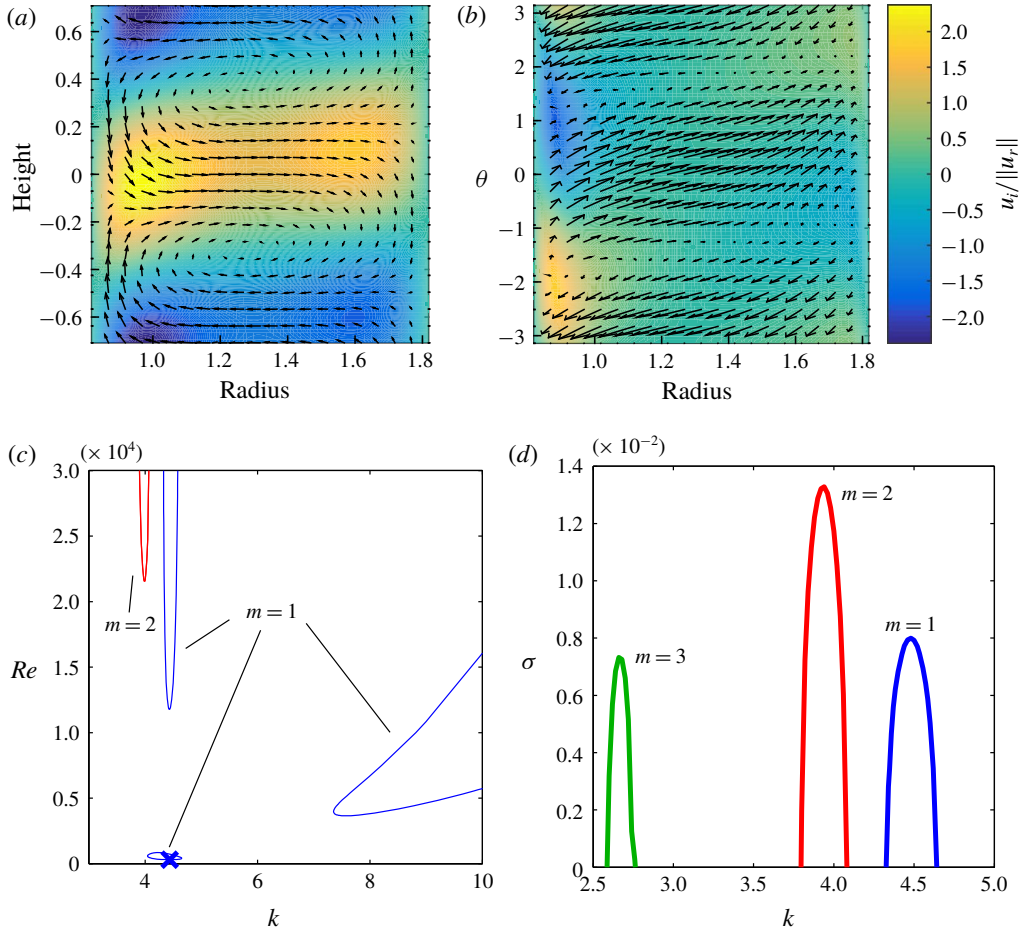 (a)
0.6
0.4
0.2
0
−0.2
−0.4
−0.6
Height
1.0 1.2 1.4 1.6 1.8
Radius
(b)
3
2
1
0
−1
−2
−3
θ
1.0 1.2 1.4 1.6 1.8
Radius
2.0
1.5
1.0
0.5
0
−0.5
−1.0
−1.5
−2.0
u_i/||u_r||
(c)
(× 10⁴)
3.0
2.5
2.0
1.5
1.0
0.5
0
Re
m = 2
m = 1
4 6 8 10
k
(d)
(× 10⁻²)
1.4
1.2
1.0
0.8
0.6
0.4
0.2
0
σ
m = 2
m = 1
m = 3
2.5 3.0 3.5 4.0 4.5 5.0
k